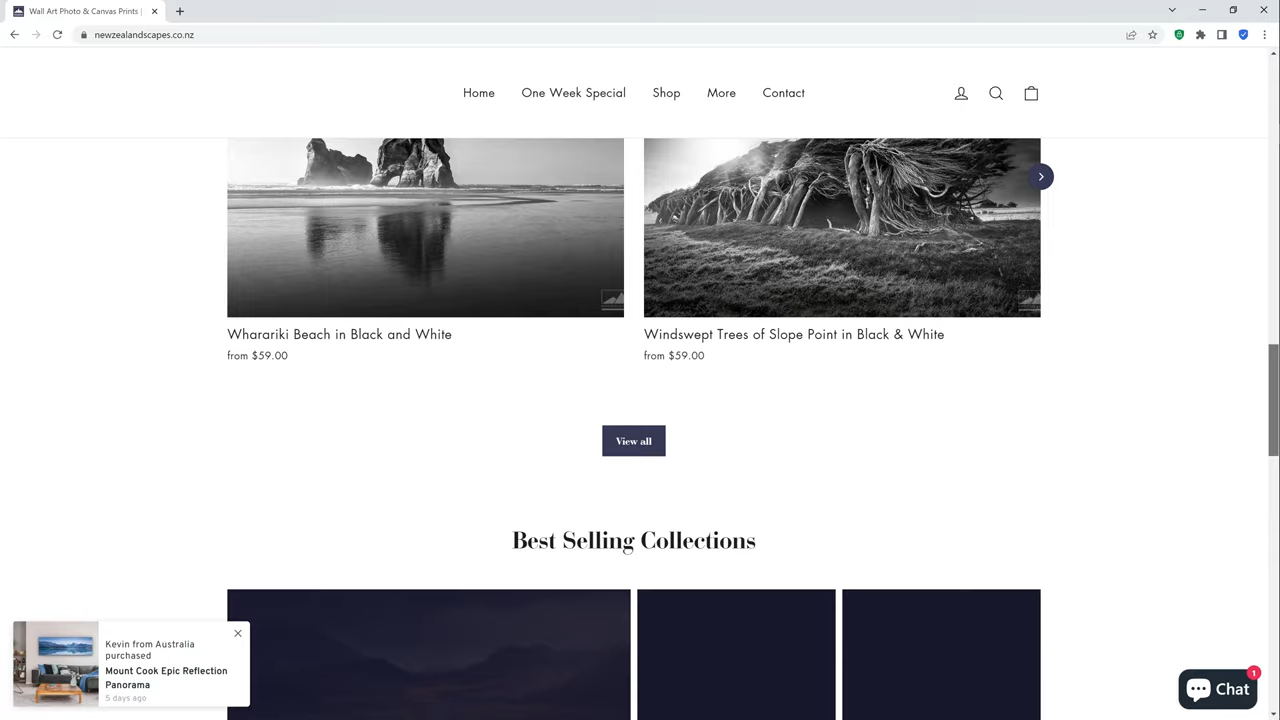 Wall Art Photo & Canvas Prints |
newzealandscapes.co.nz
Home
One Week Special
Shop
More
Contact
Wharariki Beach in Black and White
from $59.00
Windswept Trees of Slope Point in Black & White
from $59.00
View all
Best Selling Collections
Kevin from Australia
purchased
Mount Cook Epic Reflection
Panorama
5 days ago
Chat
1